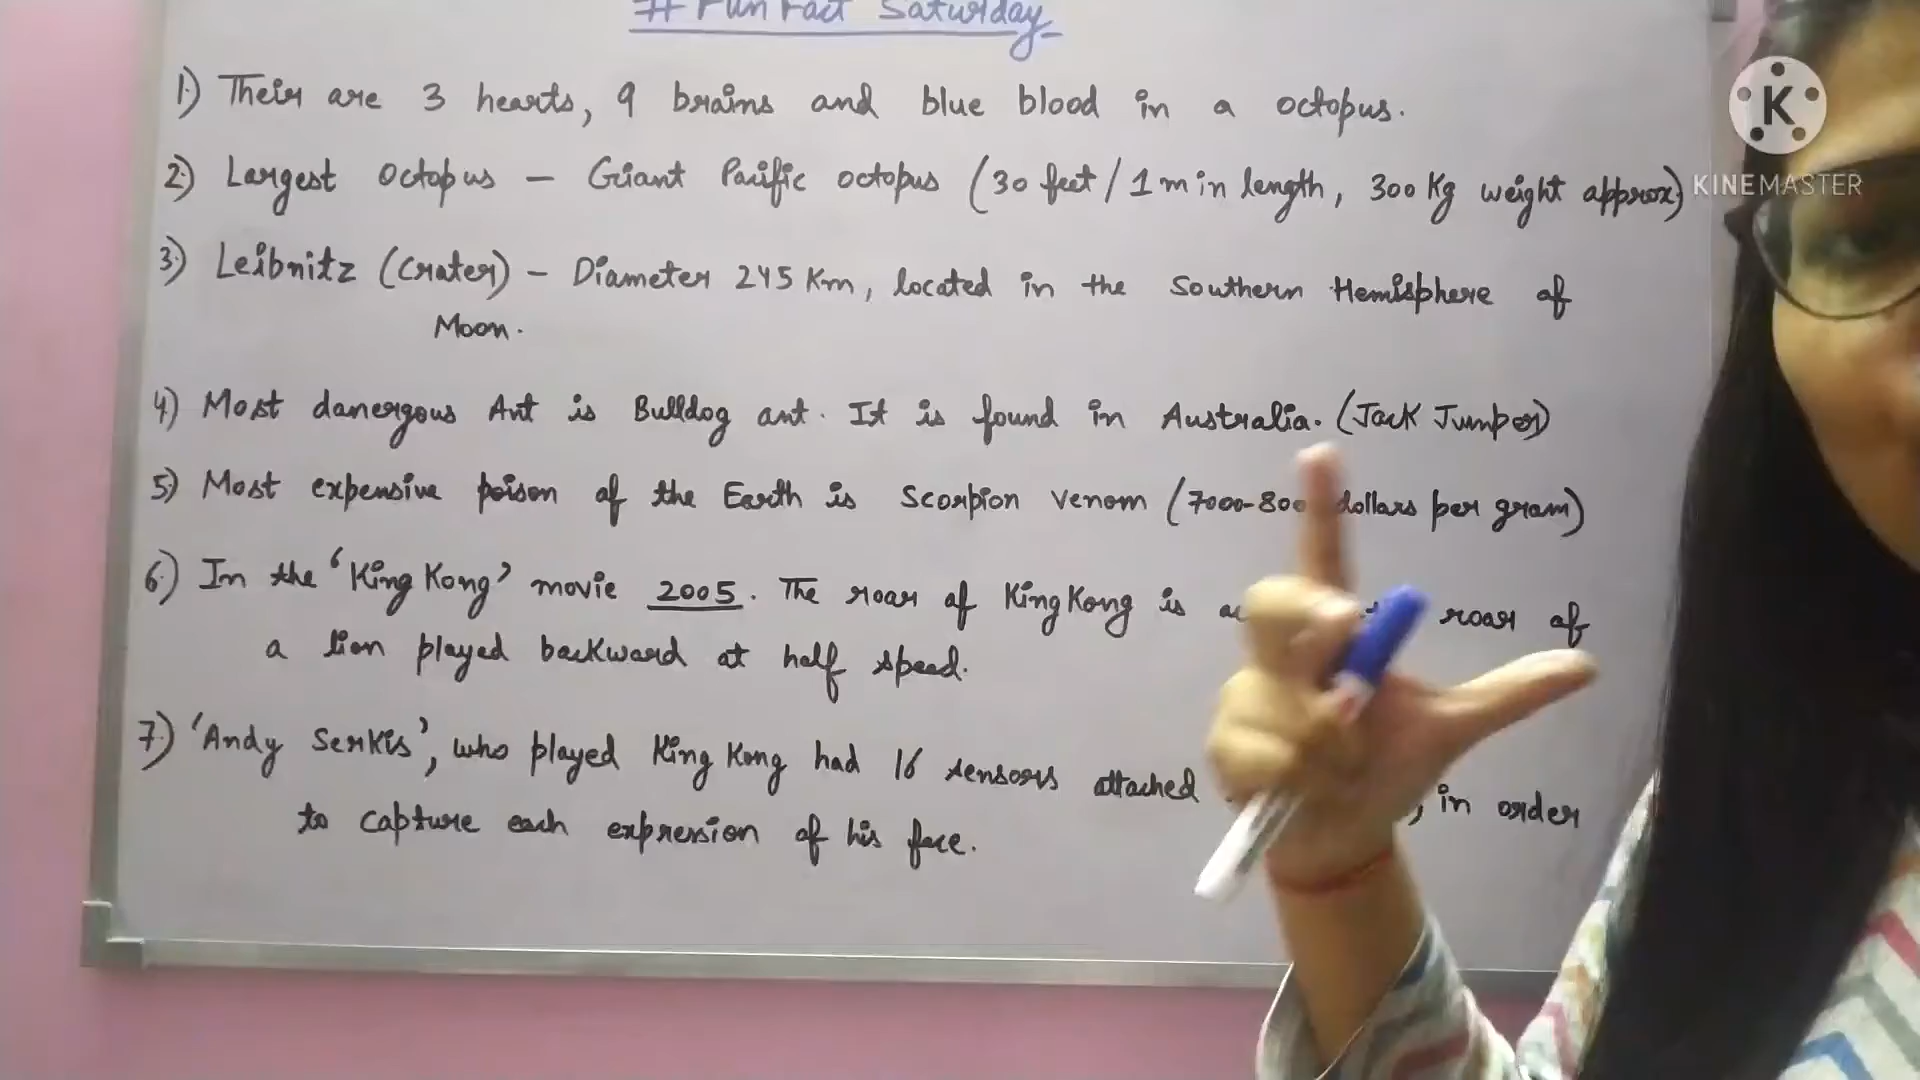 # Fun Fact Saturday
1) Their are 3 hearts, 9 brains and blue blood in a octopus.
2) Largest Octopus - Giant Pacific octopus (30 feet / 1 m in length, 300 Kg weight approx)
3) Leibnitz (Crater) - Diameter 245 Km, located in the Southern Hemisphere of
Moon.
4) Most danergous Ant is Bulldog ant. It is found in Australia. (Jack Jumper)
5) Most expensive poison of the Earth is Scorpion Venom (7000-800 dollars per gram)
6) In the 'King Kong' movie 2005. The roar of King Kong is roar of
a lion played backward at half speed.
7) 'Andy Serkis', who played King Kong had 16 sensors attached , in order
to capture each expression of his face.
K
KINEMASTER